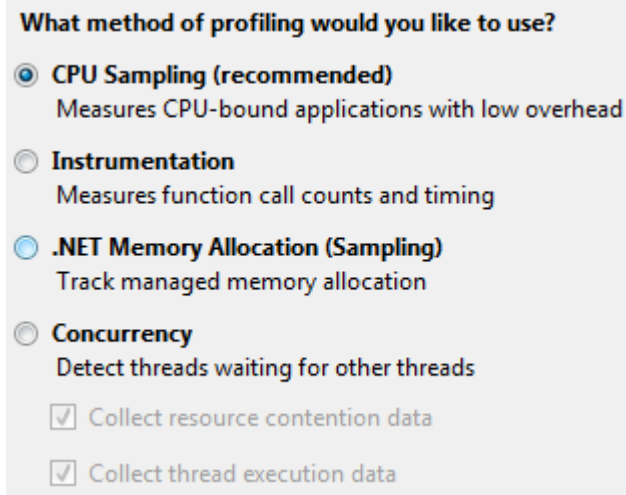 What method of profiling would you like to use?
CPU Sampling (recommended)
Measures CPU-bound applications with low overhead
Instrumentation
Measures function call counts and timing
.NET Memory Allocation (Sampling)
Track managed memory allocation
Concurrency
Detect threads waiting for other threads
Collect resource contention data
Collect thread execution data